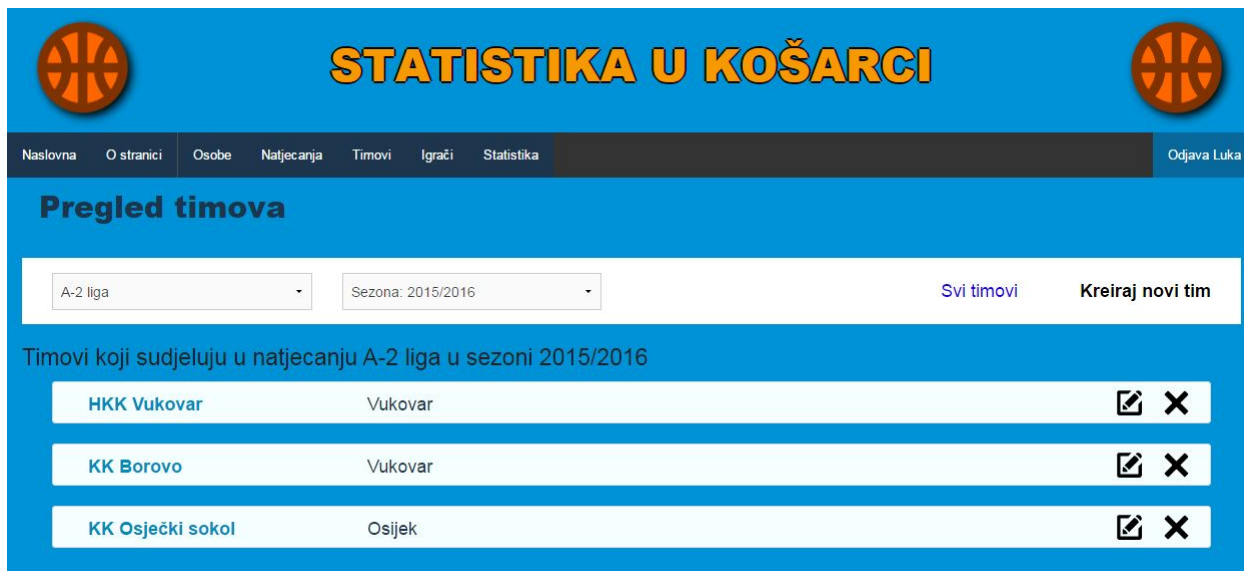 STATISTIKA U KOŠARCI
Naslovna O stranici Osobe Natjecanja Timovi Igrači Statistika Odjava Luka
Pregled timova
A-2 liga Sezona: 2015/2016 Svi timovi Kreiraj novi tim
Timovi koji sudjeluju u natjecanju A-2 liga u sezoni 2015/2016
HKK Vukovar Vukovar
KK Borovo Vukovar
KK Osječki sokol Osijek